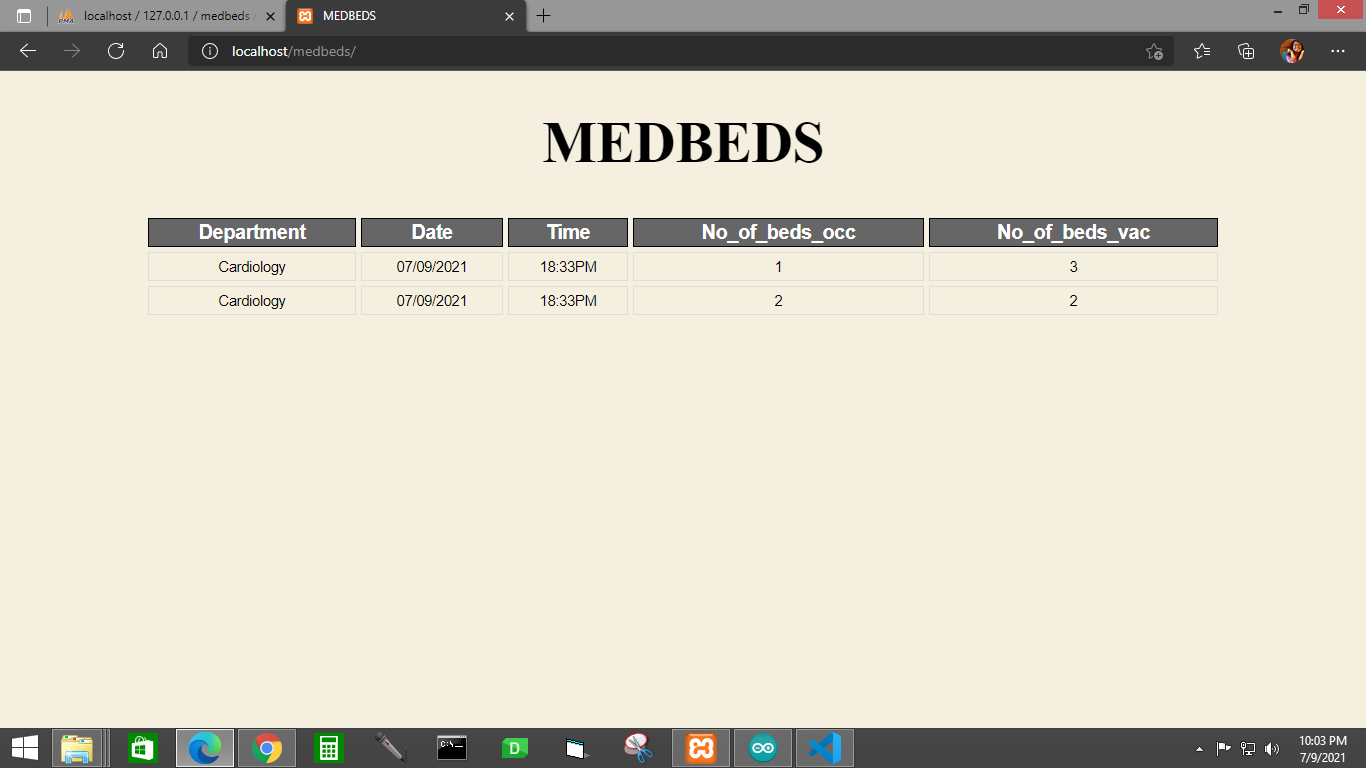 localhost / 127.0.0.1 / medbeds
MEDBEDS
localhost/medbeds/
MEDBEDS
Department Date Time No_of_beds_occ No_of_beds_vac
Cardiology 07/09/2021 18:33PM 1 3
Cardiology 07/09/2021 18:33PM 2 2
10:03 PM
7/9/2021